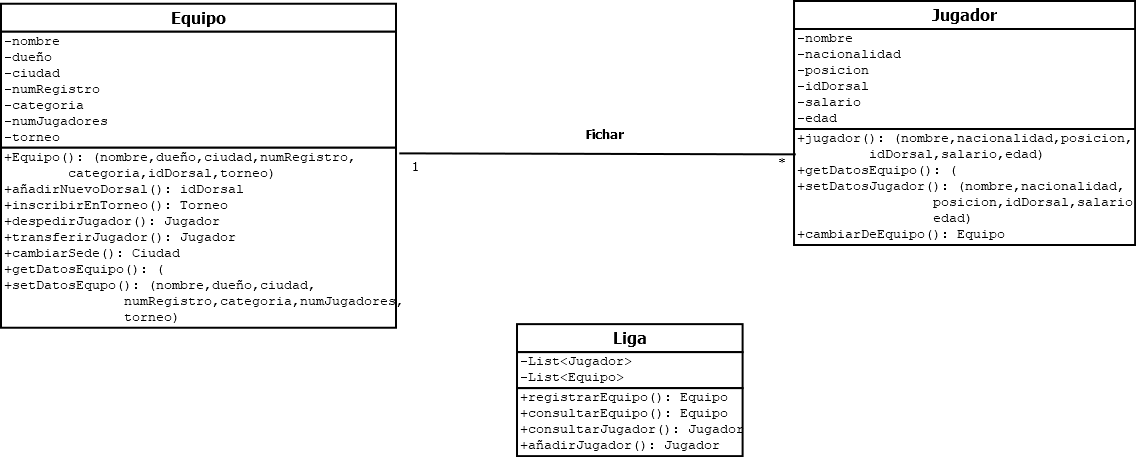 Equipo
-nombre
-dueño
-ciudad
-numRegistro
-categoria
-numJugadores
-torneo
+Equipo(): (nombre,dueño,ciudad,numRegistro,
categoria,idDorsal,torneo)
+añadirNuevoDorsal(): idDorsal
+inscribirEnTorneo(): Torneo
+despedirJugador(): Jugador
+transferirJugador(): Jugador
+cambiarSede(): Ciudad
+getDatosEquipo(): (
+setDatosEqupo(): (nombre,dueño,ciudad,
numRegistro,categoria,numJugadores,
torneo)
Fichar
1
*
Jugador
-nombre
-nacionalidad
-posicion
-idDorsal
-salario
-edad
+jugador(): (nombre,nacionalidad,posicion,
idDorsal,salario,edad)
+getDatosEquipo(): (
+setDatosJugador(): (nombre,nacionalidad,
posicion,idDorsal,salario
edad)
+cambiarDeEquipo(): Equipo
Liga
-List<Jugador>
-List<Equipo>
+registrarEquipo(): Equipo
+consultarEquipo(): Equipo
+consultarJugador(): Jugador
+añadirJugador(): Jugador